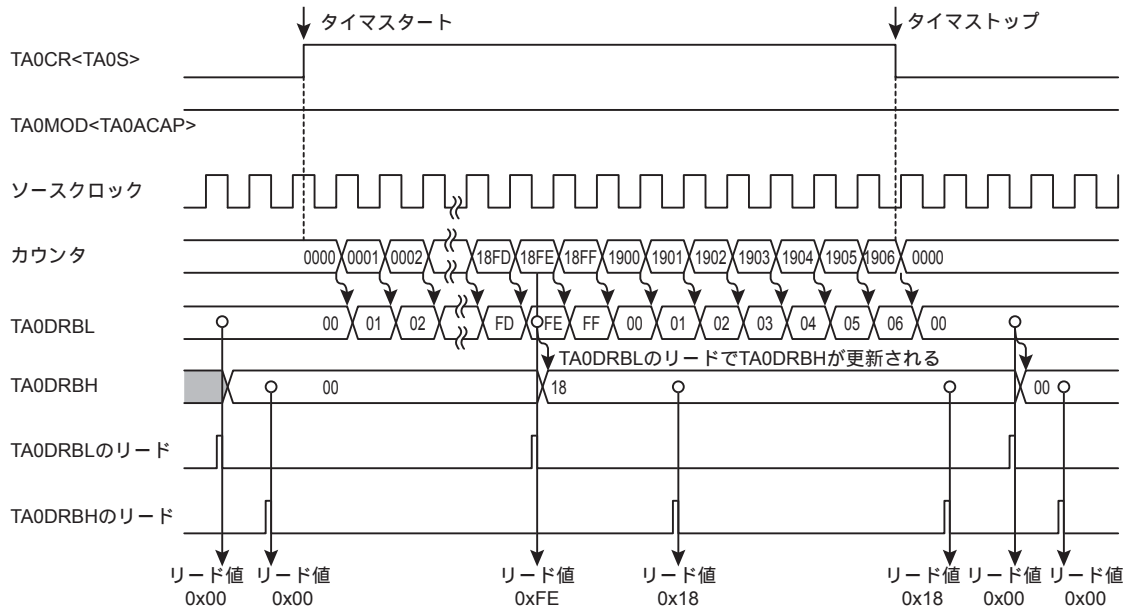 タイマスタート タイマストップ
TA0CR<TA0S>
TA0MOD<TA0ACAP>
ソースクロック
カウンタ 0000 0001 0002 18FD 18FE 18FF 1900 1901 1902 1903 1904 1905 1906 0000
TA0DRBL 00 01 02 FD FE FF 00 01 02 03 04 05 06 00
TA0DRBLのリードでTA0DRBHが更新される
TA0DRBH 00 18 00
TA0DRBLのリード
TA0DRBHのリード
リード値 リード値 リード値 リード値 リード値 リード値 リード値
0x00 0x00 0xFE 0x18 0x18 0x00 0x00